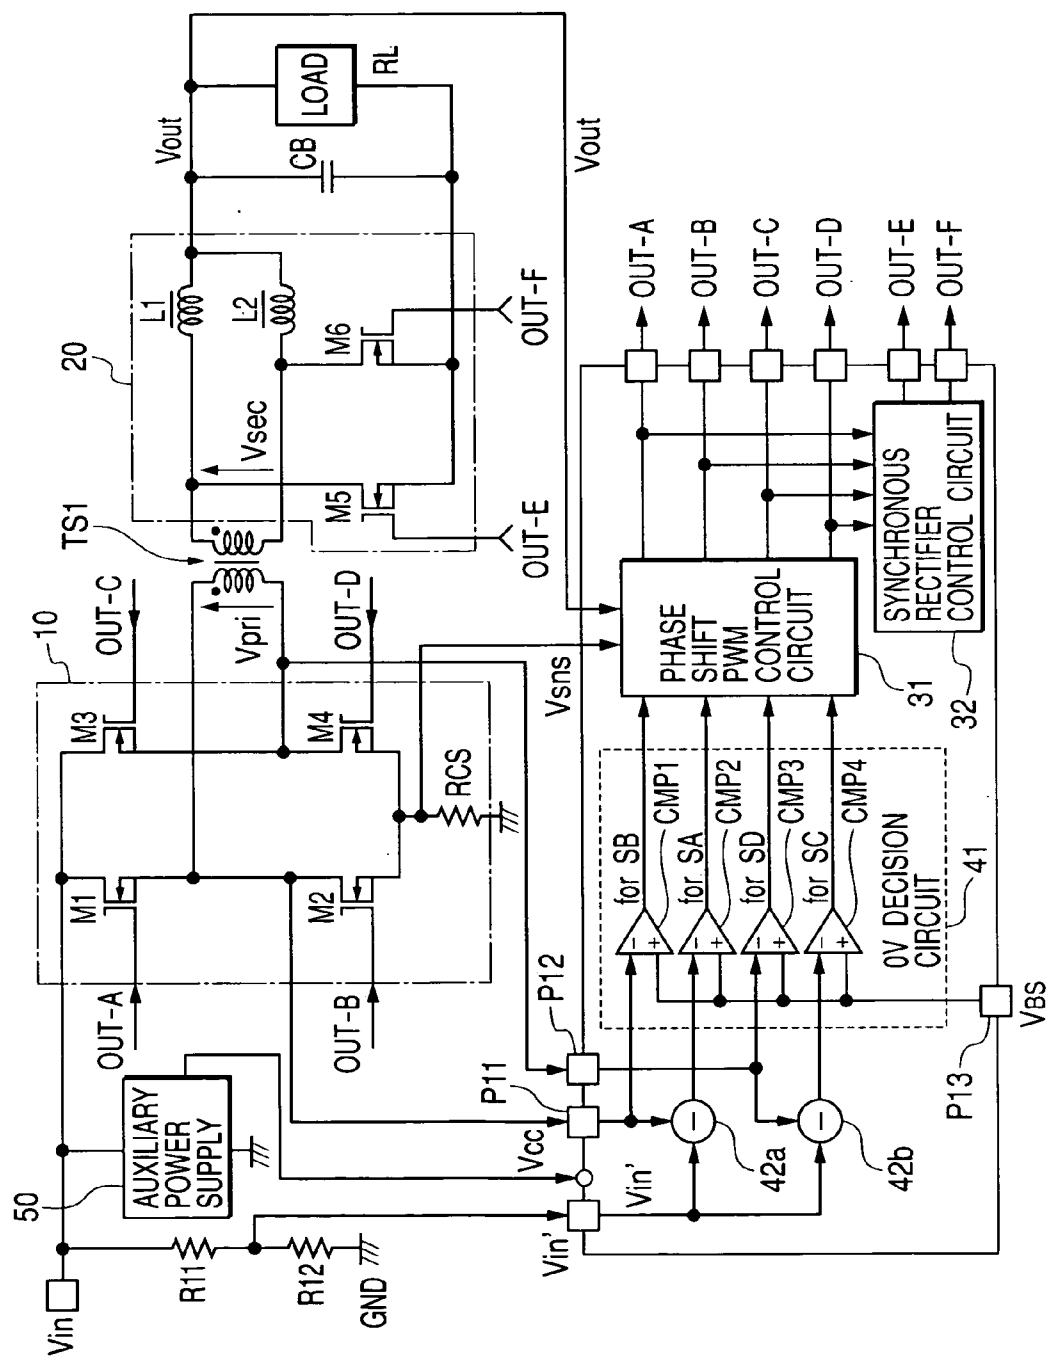 Vin
R11
R12
GND
50
AUXILIARY
POWER
SUPPLY
OUT-A
OUT-B
10
M1
M2
M3
M4
RCS
OUT-C
OUT-D
Vpri
TS1
20
Vsec
L1
L2
M5
M6
OUT-E
OUT-F
Vout
CB
LOAD
RL
Vout
Vsns
Vin'
Vcc
P11
P12
Vin'
42a
42b
P13
VBS
for SB
CMP1
for SA
CMP2
for SD
CMP3
for SC
CMP4
− +
− +
− +
− +
−
−
0V DECISION
CIRCUIT
41
PHASE
SHIFT
PWM
CONTROL
CIRCUIT
31
SYNCHRONOUS
RECTIFIER
CONTROL CIRCUIT
32
OUT-A
OUT-B
OUT-C
OUT-D
OUT-E
OUT-F